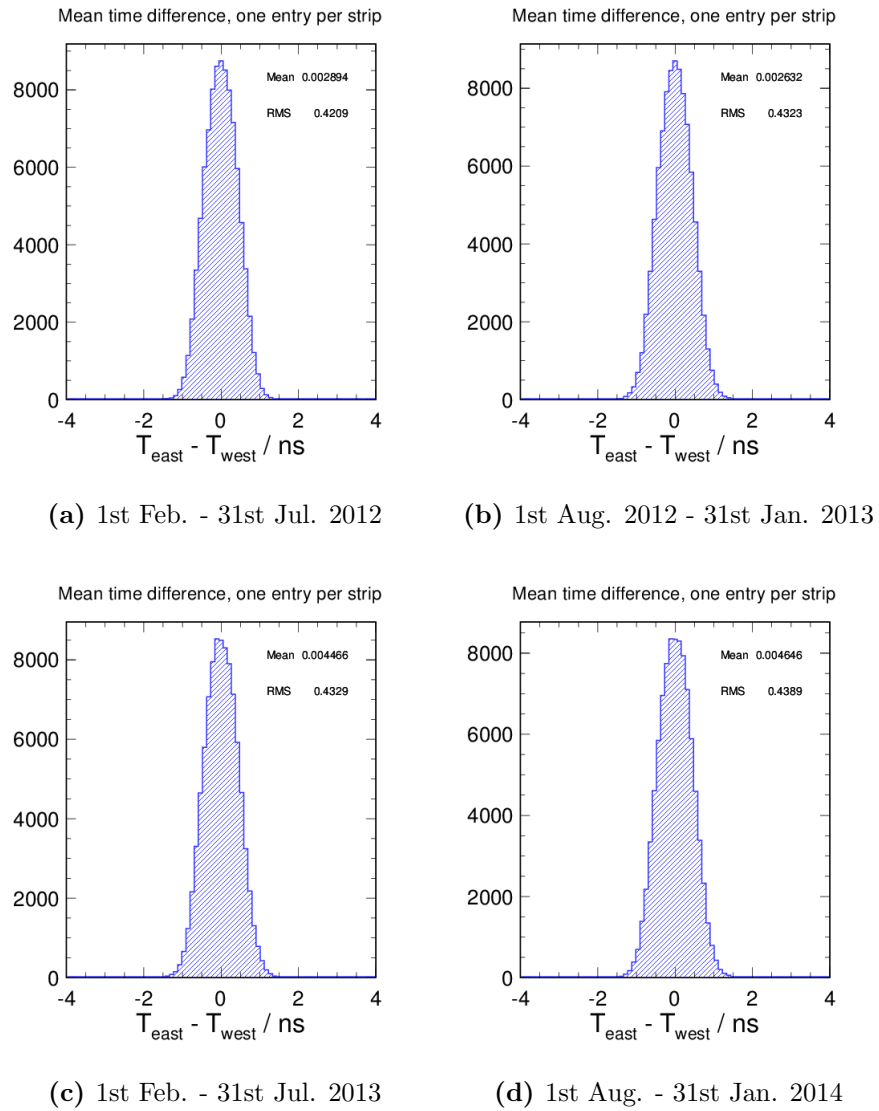 Mean time difference, one entry per strip
Mean 0.002894
RMS 0.4209
8000
6000
4000
2000
0
-4 -2 0 2 4
T_east - T_west / ns
(a) 1st Feb. - 31st Jul. 2012
Mean time difference, one entry per strip
Mean 0.002632
RMS 0.4323
8000
6000
4000
2000
0
-4 -2 0 2 4
T_east - T_west / ns
(b) 1st Aug. 2012 - 31st Jan. 2013
Mean time difference, one entry per strip
Mean 0.004466
RMS 0.4329
8000
6000
4000
2000
0
-4 -2 0 2 4
T_east - T_west / ns
(c) 1st Feb. - 31st Jul. 2013
Mean time difference, one entry per strip
Mean 0.004646
RMS 0.4389
8000
6000
4000
2000
0
-4 -2 0 2 4
T_east - T_west / ns
(d) 1st Aug. - 31st Jan. 2014